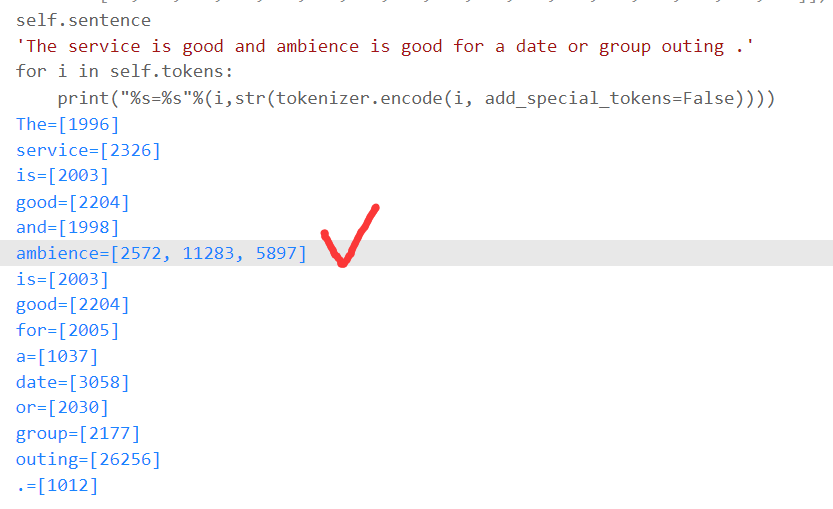 self.sentence
'The service is good and ambience is good for a date or group outing .'
for i in self.tokens:
    print("%s=%s"%(i,str(tokenizer.encode(i, add_special_tokens=False))))
The=[1996]
service=[2326]
is=[2003]
good=[2204]
and=[1998]
ambience=[2572, 11283, 5897]
is=[2003]
good=[2204]
for=[2005]
a=[1037]
date=[3058]
or=[2030]
group=[2177]
outing=[26256]
.=[1012]